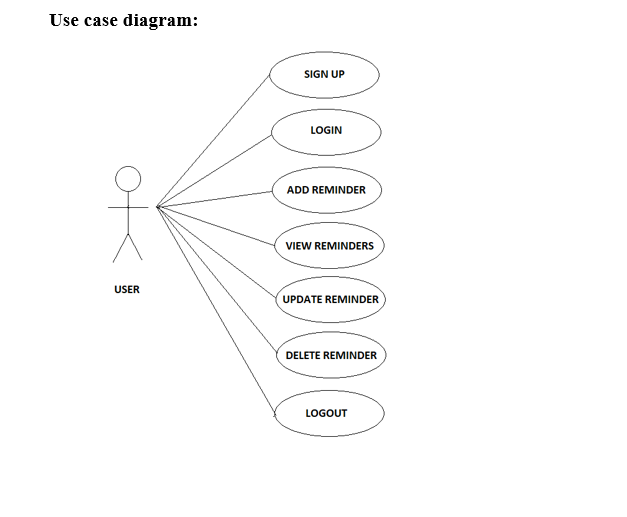 Use case diagram:
SIGN UP
LOGIN
ADD REMINDER
VIEW REMINDERS
USER
UPDATE REMINDER
DELETE REMINDER
LOGOUT